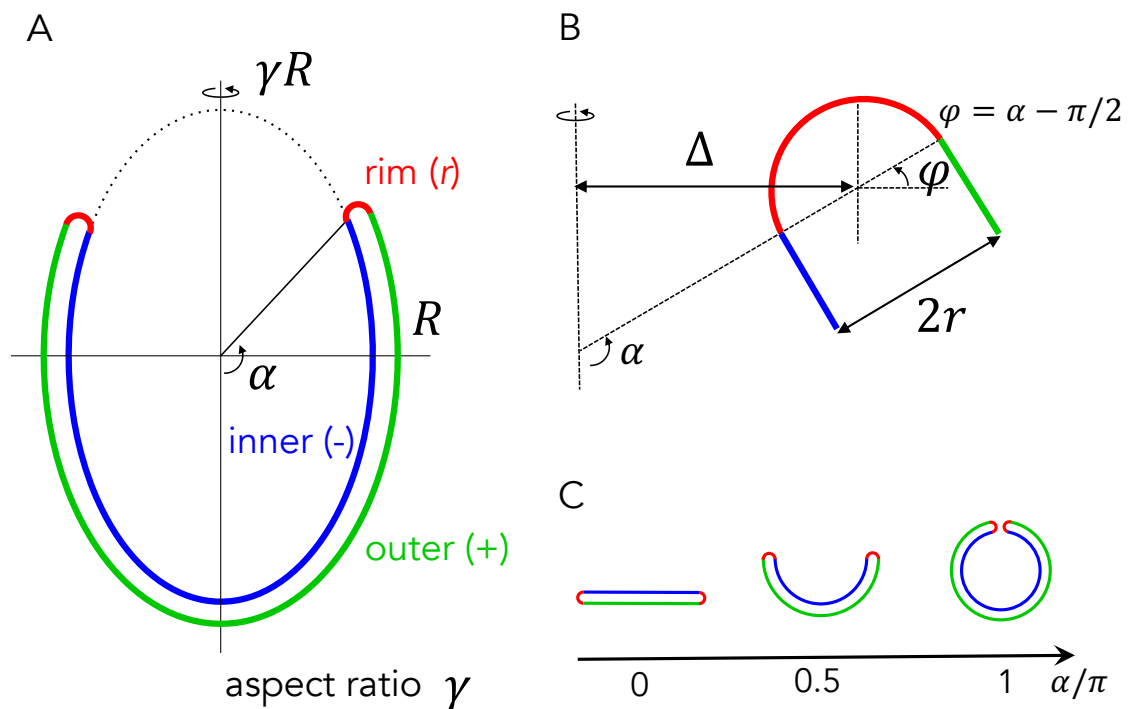 A
γR
rim (r)
R
α
inner (-)
outer (+)
aspect ratio γ
B
φ = α − π/2
Δ
φ
2r
α
C
0
0.5
1
α/π